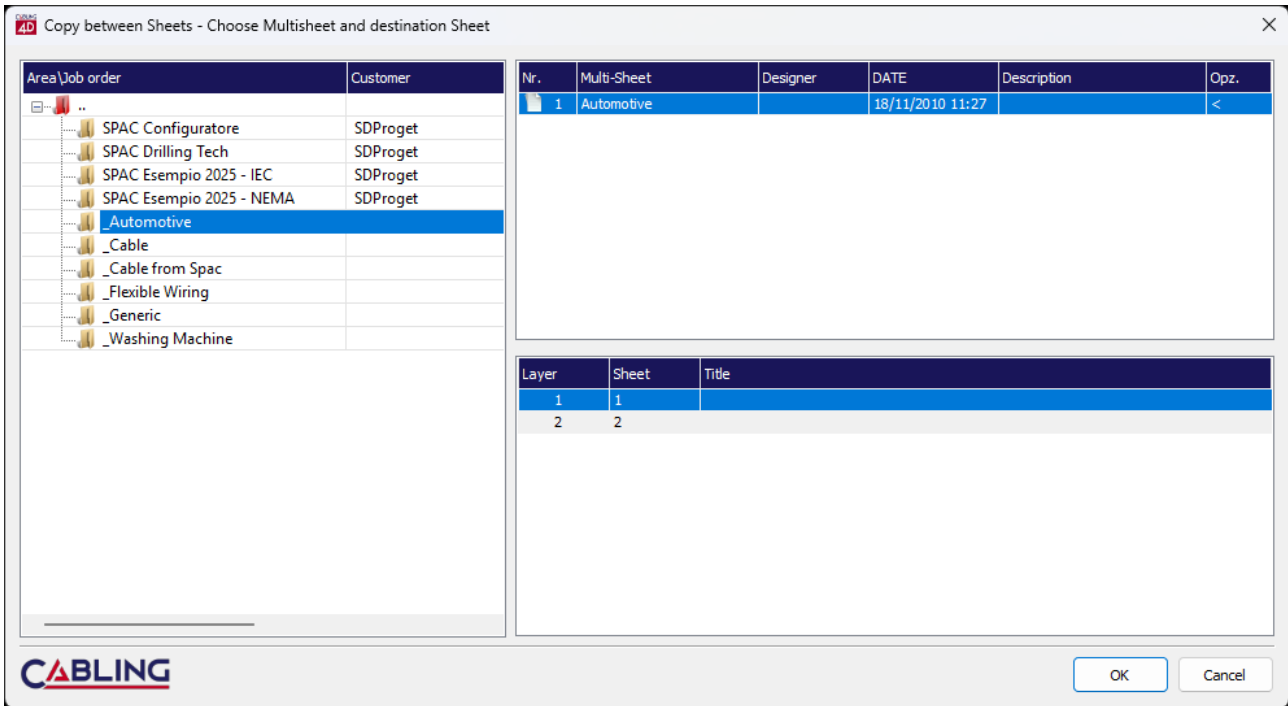 CABLING 4D Copy between Sheets - Choose Multisheet and destination Sheet
Area\Job order Customer
..
SPAC Configuratore SDProget
SPAC Drilling Tech SDProget
SPAC Esempio 2025 - IEC SDProget
SPAC Esempio 2025 - NEMA SDProget
_Automotive
_Cable
_Cable from Spac
_Flexible Wiring
_Generic
_Washing Machine
Nr. Multi-Sheet Designer DATE Description Opz.
1 Automotive 18/11/2010 11:27 <
Layer Sheet Title
1 1
2 2
CABLING
OK Cancel